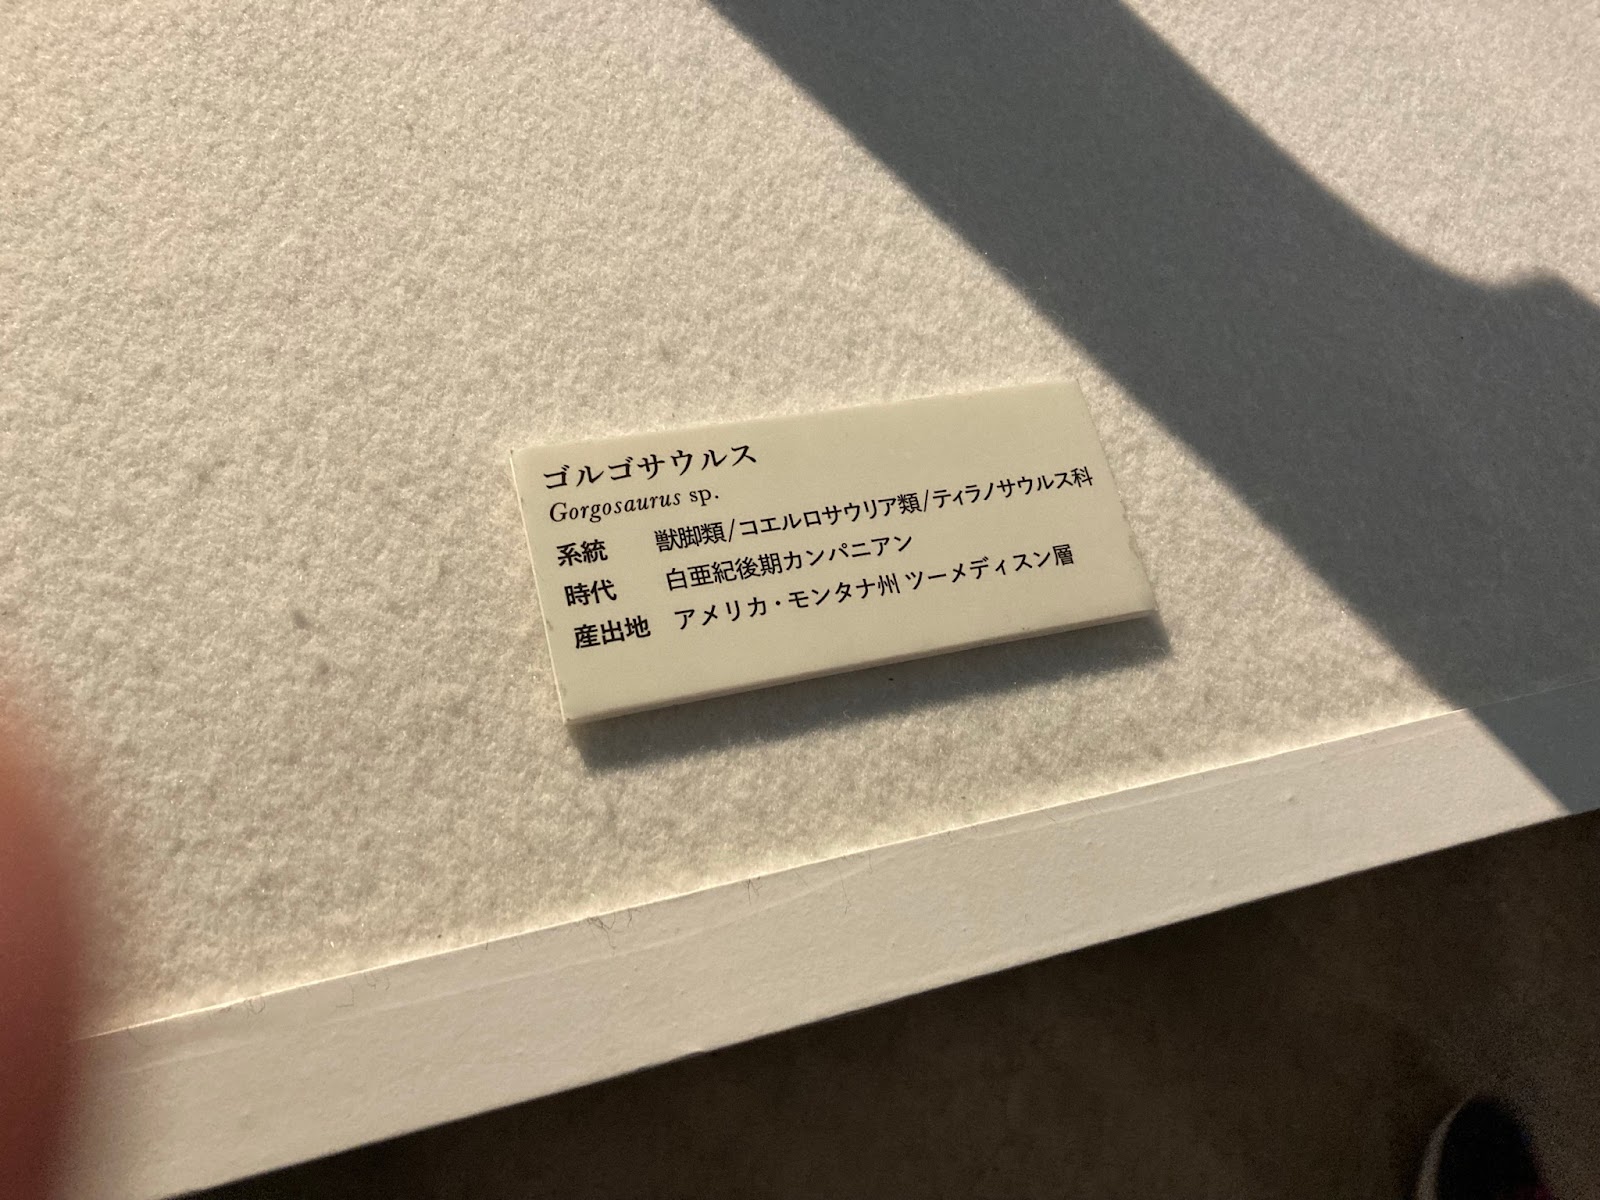 ゴルゴサウルス
Gorgosaurus sp.
系統 獣脚類/コエルロサウリア類/ティラノサウルス科
時代 白亜紀後期カンパニアン
産出地 アメリカ・モンタナ州 ツーメディスン層